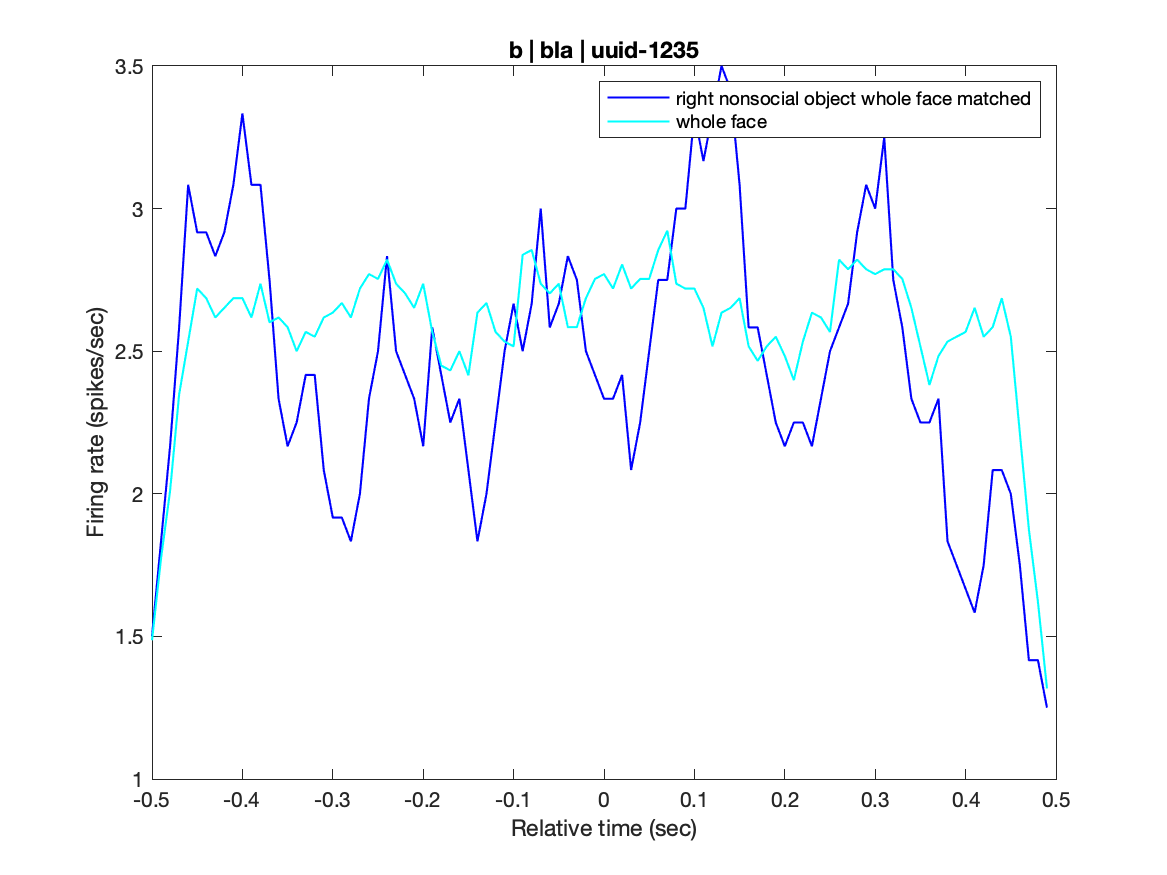 b | bla | uuid-1235
right nonsocial object whole face matched
whole face
Firing rate (spikes/sec)
3.5
3
2.5
2
1.5
1
-0.5 -0.4 -0.3 -0.2 -0.1 0 0.1 0.2 0.3 0.4 0.5
Relative time (sec)